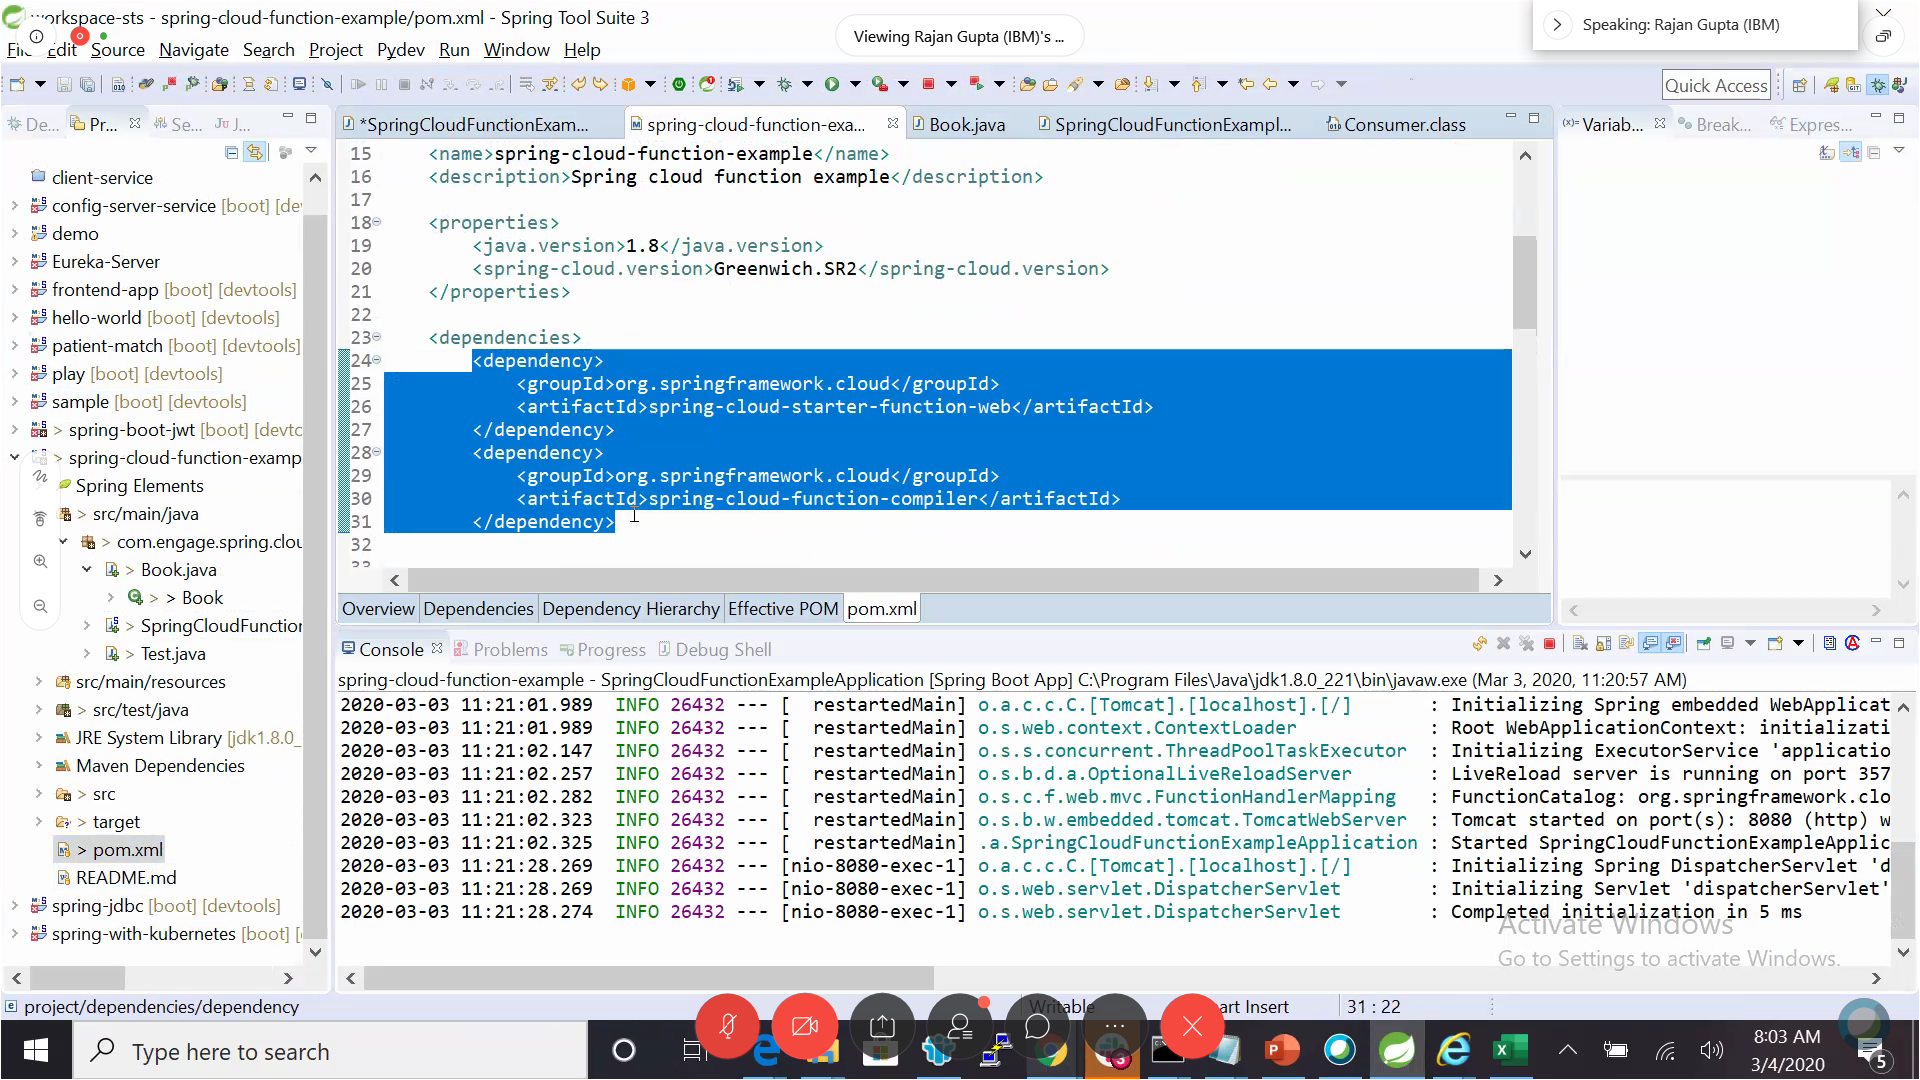 workspace-sts - spring-cloud-function-example/pom.xml - Spring Tool Suite 3
Viewing Rajan Gupta (IBM)'s ...
Speaking: Rajan Gupta (IBM)
Edit Source Navigate Search Project Pydev Run Window Help
Quick Access
De... Pr... Se... J...
*SpringCloudFunctionExam... spring-cloud-function-exa... Book.java SpringCloudFunctionExampl... Consumer.class
Variab... Break... Expres...
client-service
config-server-service [boot] [de
demo
Eureka-Server
frontend-app [boot] [devtools]
hello-world [boot] [devtools]
patient-match [boot] [devtools]
play [boot] [devtools]
sample [boot] [devtools]
> spring-boot-jwt [boot] [devtc
> spring-cloud-function-examp
Spring Elements
> src/main/java
> com.engage.spring.clou
> Book.java
> > Book
> SpringCloudFunction
> Test.java
src/main/resources
> src/test/java
JRE System Library [jdk1.8.0_
Maven Dependencies
> src
> target
> pom.xml
README.md
spring-jdbc [boot] [devtools]
spring-with-kubernetes [boot] [
15 <name>spring-cloud-function-example</name>
16 <description>Spring cloud function example</description>
17
18 <properties>
19 <java.version>1.8</java.version>
20 <spring-cloud.version>Greenwich.SR2</spring-cloud.version>
21 </properties>
22
23 <dependencies>
24 <dependency>
25 <groupId>org.springframework.cloud</groupId>
26 <artifactId>spring-cloud-starter-function-web</artifactId>
27 </dependency>
28 <dependency>
29 <groupId>org.springframework.cloud</groupId>
30 <artifactId>spring-cloud-function-compiler</artifactId>
31 </dependency>
32
Overview Dependencies Dependency Hierarchy Effective POM pom.xml
Console Problems Progress Debug Shell
spring-cloud-function-example - SpringCloudFunctionExampleApplication [Spring Boot App] C:\Program Files\Java\jdk1.8.0_221\bin\javaw.exe (Mar 3, 2020, 11:20:57 AM)
2020-03-03 11:21:01.989 INFO 26432 --- [ restartedMain] o.a.c.c.C.[Tomcat].[localhost].[/] : Initializing Spring embedded WebApplicat
2020-03-03 11:21:01.989 INFO 26432 --- [ restartedMain] o.s.web.context.ContextLoader : Root WebApplicationContext: initializati
2020-03-03 11:21:02.147 INFO 26432 --- [ restartedMain] o.s.s.concurrent.ThreadPoolTaskExecutor : Initializing ExecutorService 'applicatio
2020-03-03 11:21:02.257 INFO 26432 --- [ restartedMain] o.s.b.d.a.OptionalLiveReloadServer : LiveReload server is running on port 357
2020-03-03 11:21:02.282 INFO 26432 --- [ restartedMain] o.s.c.f.web.mvc.FunctionHandlerMapping : FunctionCatalog: org.springframework.clo
2020-03-03 11:21:02.323 INFO 26432 --- [ restartedMain] o.s.b.w.embedded.tomcat.TomcatWebServer : Tomcat started on port(s): 8080 (http) w
2020-03-03 11:21:02.325 INFO 26432 --- [ restartedMain] .a.SpringCloudFunctionExampleApplication : Started SpringCloudFunctionExampleApplic
2020-03-03 11:21:28.269 INFO 26432 --- [nio-8080-exec-1] o.a.c.c.C.[Tomcat].[localhost].[/] : Initializing Spring DispatcherServlet 'd
2020-03-03 11:21:28.269 INFO 26432 --- [nio-8080-exec-1] o.s.web.servlet.DispatcherServlet : Initializing Servlet 'dispatcherServlet'
2020-03-03 11:21:28.274 INFO 26432 --- [nio-8080-exec-1] o.s.web.servlet.DispatcherServlet : Completed initialization in 5 ms
Activate Windows
Go to Settings to activate Windows.
project/dependencies/dependency
Writable
art Insert
31 : 22
Type here to search
3
8:03 AM
3/4/2020
5